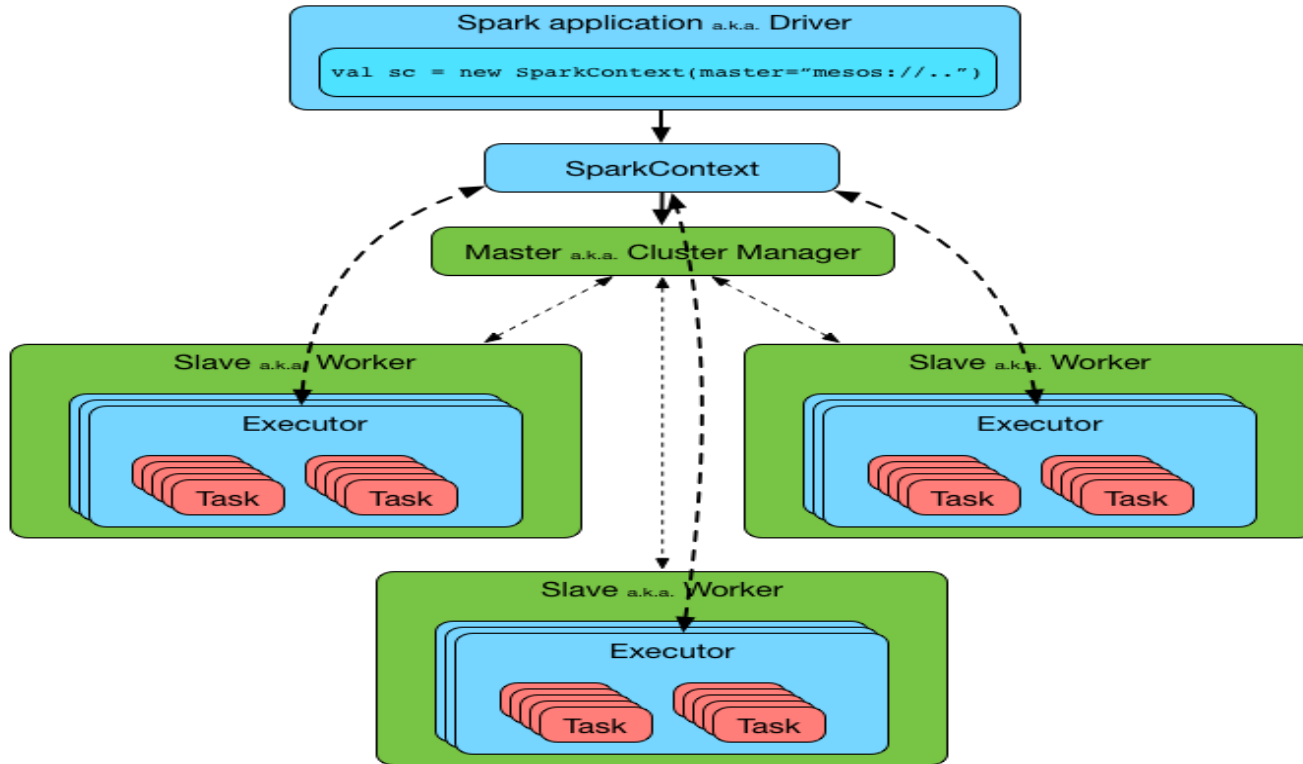 Spark application a.k.a. Driver
val sc = new SparkContext(master=”mesos://..”)
SparkContext
Master a.k.a. Cluster Manager
Slave a.k.a. Worker
Executor
Task
Task
Slave a.k.a. Worker
Executor
Task
Task
Slave a.k.a. Worker
Executor
Task
Task